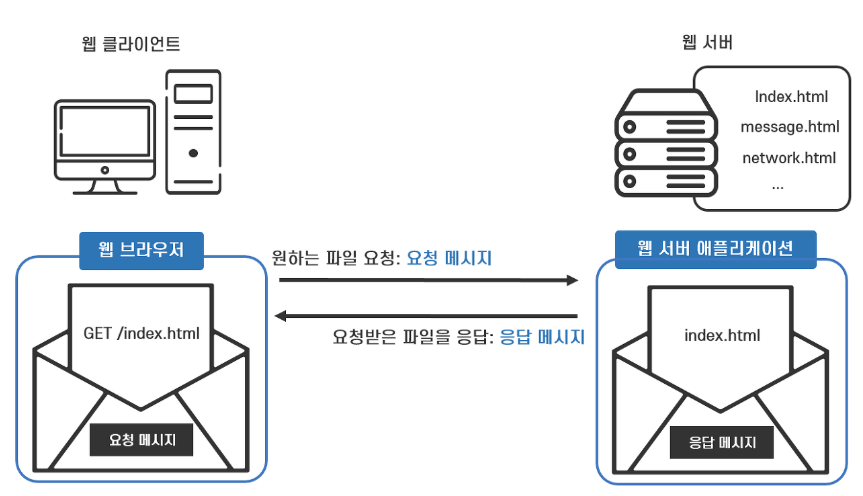 웹 클라이언트
웹 서버
Index.html
message.html
network.html
...
웹 브라우저
웹 서버 애플리케이션
원하는 파일 요청: 요청 메시지
요청받은 파일을 응답: 응답 메시지
GET /index.html
요청 메시지
index.html
응답 메시지